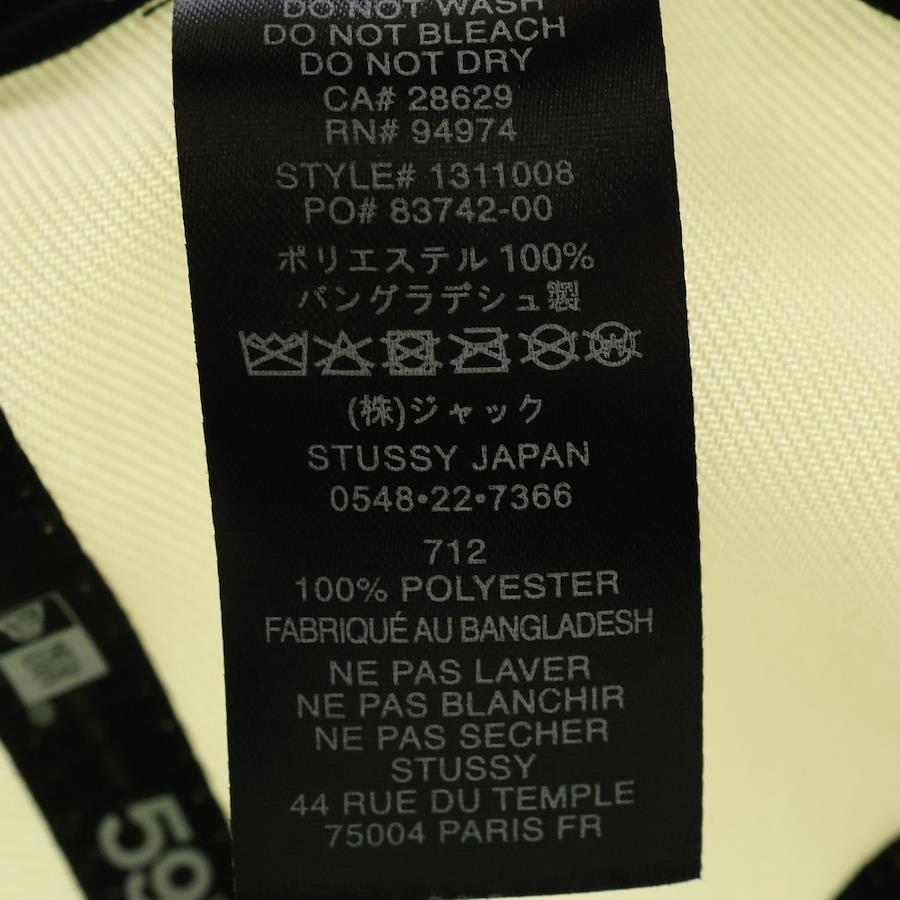 DO NOT WASH
DO NOT BLEACH
DO NOT DRY
CA# 28629
RN# 94974
STYLE# 1311008
PO# 83742-00
ポリエステル 100%
バングラデシュ製
(株)ジャック
STUSSY JAPAN
0548•22•7366
712
100% POLYESTER
FABRIQUÉ AU BANGLADESH
NE PAS LAVER
NE PAS BLANCHIR
NE PAS SECHER
STUSSY
44 RUE DU TEMPLE
75004 PARIS FR
59